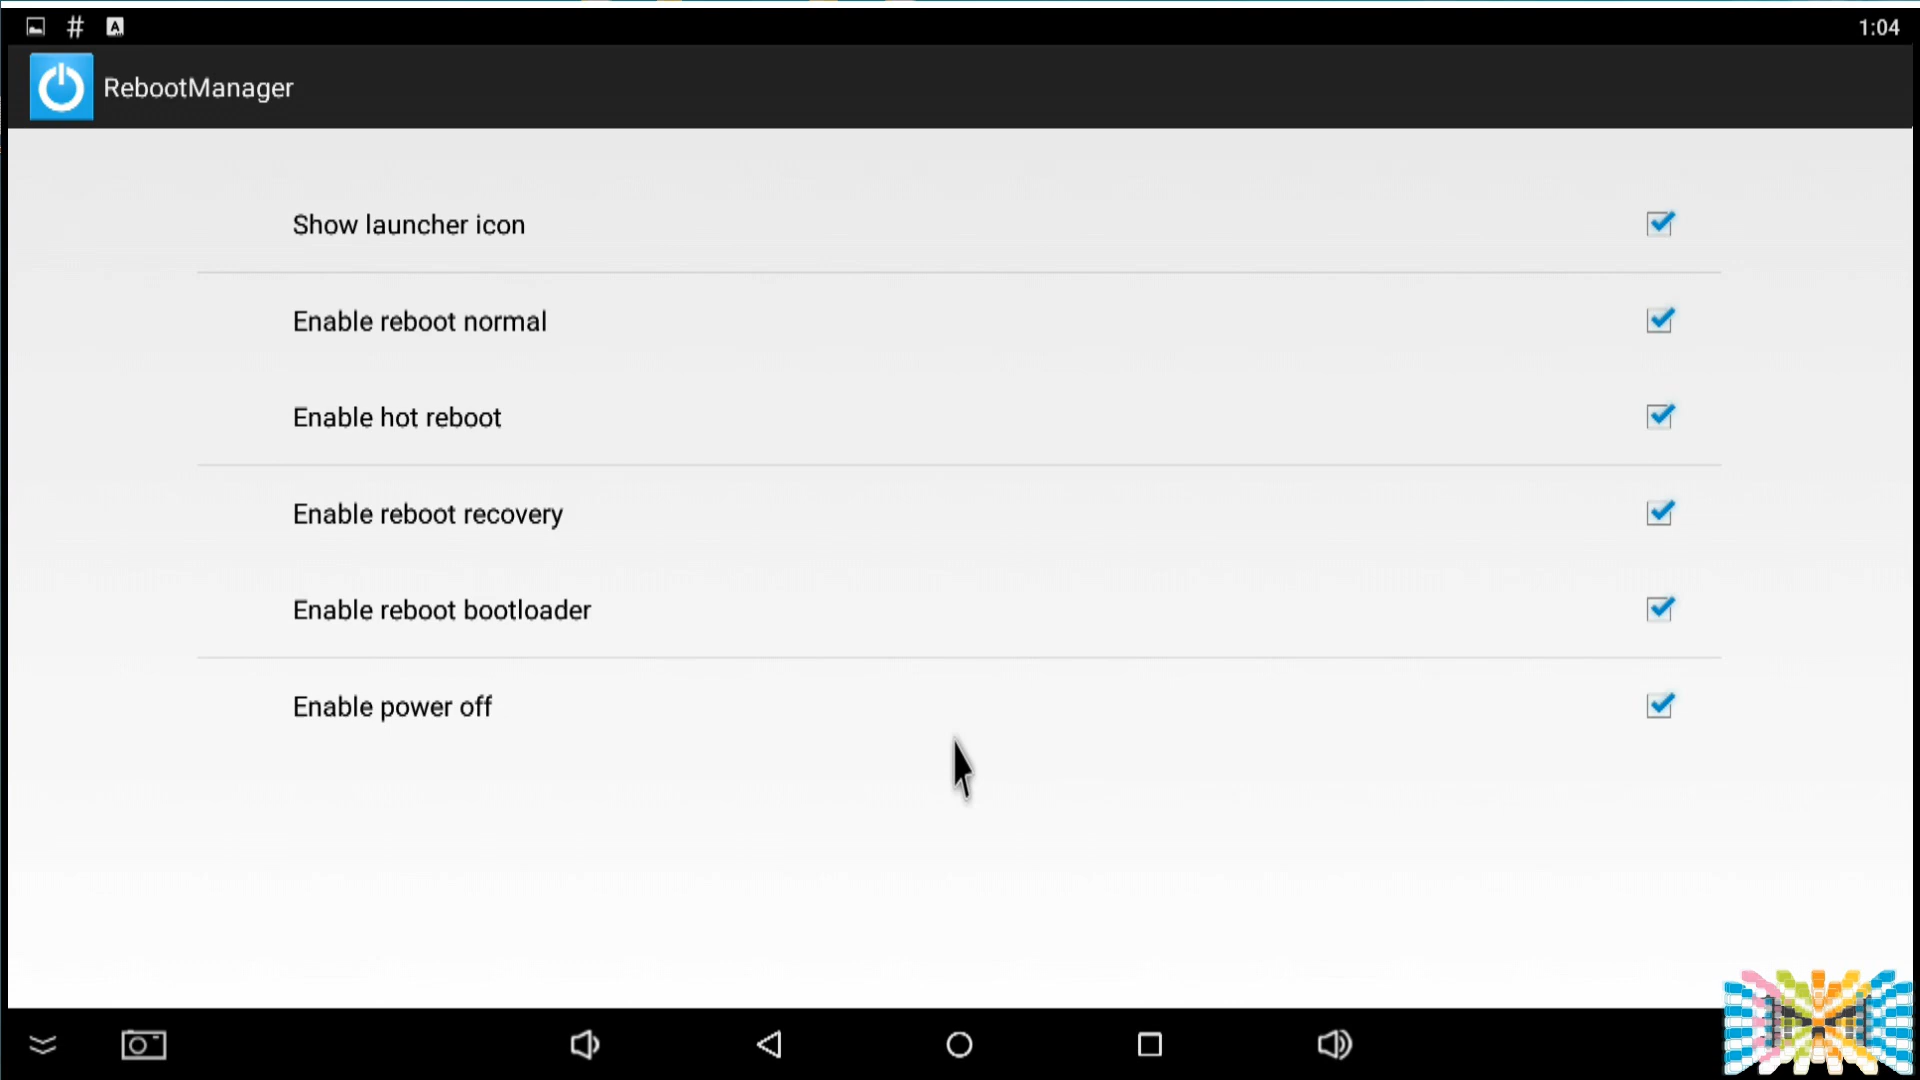 # A 1:04
RebootManager
Show launcher icon
Enable reboot normal
Enable hot reboot
Enable reboot recovery
Enable reboot bootloader
Enable power off